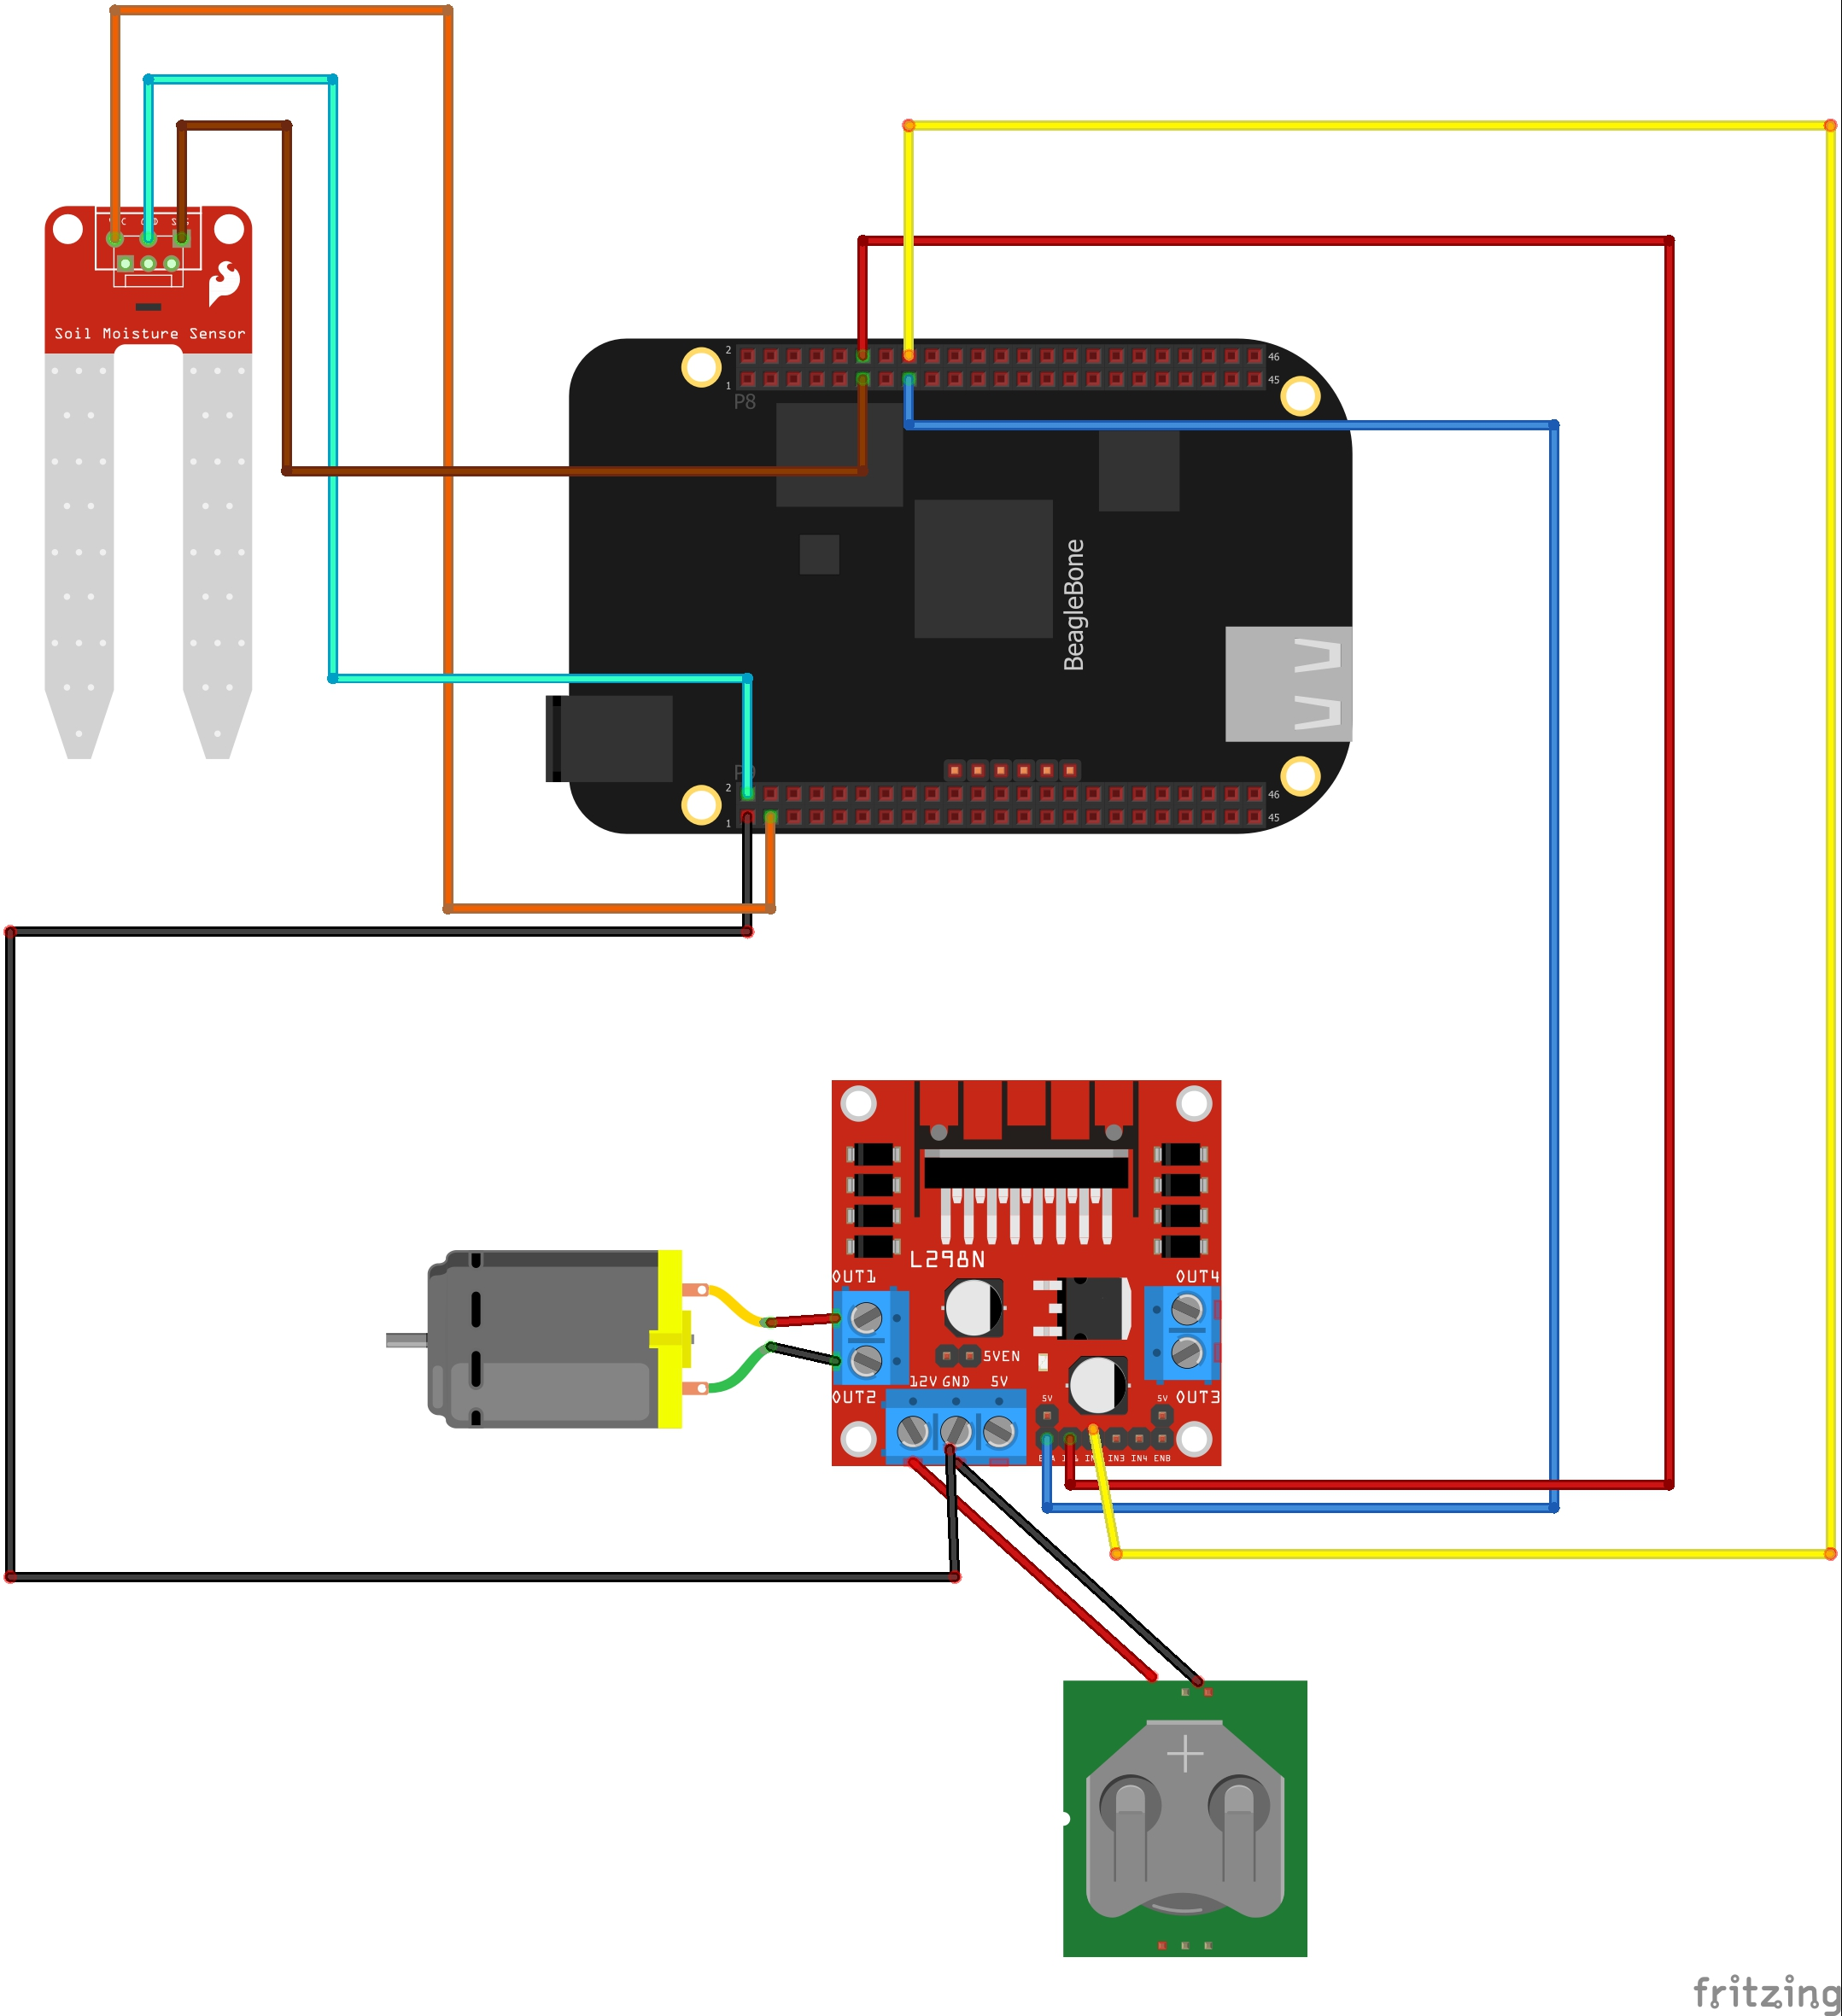 Soil Moisture Sensor
2
46
1
45
P8
BeagleBone
2
46
1
45
L298N
OUT1
OUT4
5VEN
12V GND 5V
OUT2
5V
5V
OUT3
IN3 IN4 ENB
fritzing